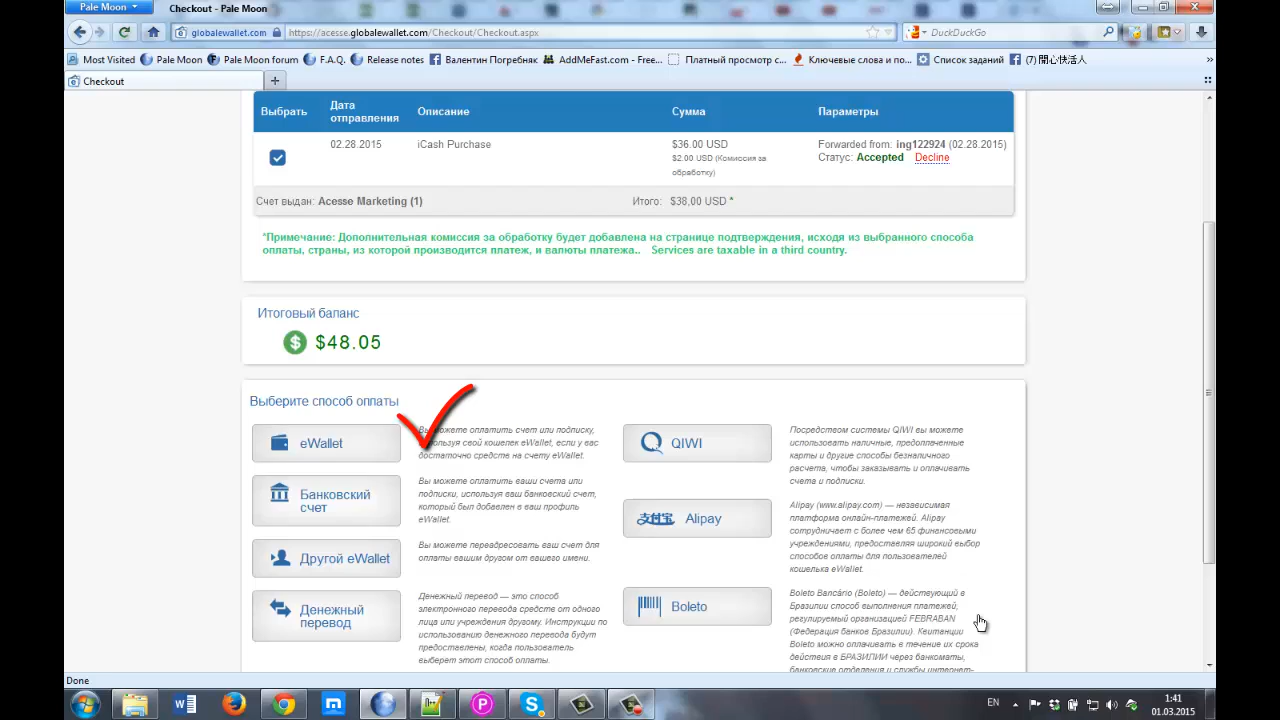 Pale Moon
Checkout - Pale Moon
globalewallet.com
https://acesse.globalewallet.com/Checkout/Checkout.aspx
DuckDuckGo
Most Visited
Pale Moon
Pale Moon forum
F.A.Q.
Release notes
Валентин Погребняк
AddMeFast.com - Free...
Платный просмотр с...
Ключевые слова и по...
Список заданий
(7) 開心快活人
Checkout
Выбрать
Дата
отправления
Описание
Сумма
Параметры
02.28.2015
iCash Purchase
$36.00 USD
$2.00 USD (Комиссия за
обработку)
Forwarded from: ing122924 (02.28.2015)
Статус: Accepted Decline
Счет выдан: Acesse Marketing (1)
Итого: $38,00 USD *
*Примечание: Дополнительная комиссия за обработку будет добавлена на странице подтверждения, исходя из выбранного способа
оплаты, страны, из которой производится платеж, и валюты платежа.. Services are taxable in a third country.
Итоговый баланс
$48.05
Выберите способ оплаты
eWallet
можете оплатить счет или подписку,
используя свой кошелек eWallet, если у вас
достаточно средств на счету eWallet.
Банковский
счет
Вы можете оплатить ваши счета или
подписки, используя ваш банковский счет,
который был добавлен в ваш профиль
eWallet.
Другой eWallet
Вы можете переадресовать ваш счет для
оплаты вашим другом от вашего имени.
Денежный
перевод
Денежный перевод — это способ
электронного перевода средств от одного
лица или учреждения другому. Инструкции по
использованию денежного перевода будут
предоставлены, когда пользователь
выберет этот способ оплаты.
QIWI
Посредством системы QIWI вы можете
использовать наличные, предоплаченные
карты и другие способы безналичного
расчета, чтобы заказывать и оплачивать
счета и подписки.
支付宝 Alipay
Alipay (www.alipay.com) — независимая
платформа онлайн-платежей. Alipay
сотрудничает с более чем 65 финансовыми
учреждениями, предоставляя широкий выбор
способов оплаты для пользователей
кошелька eWallet.
Boleto
Boleto Bancário (Boleto) — действующий в
Бразилии способ выполнения платежей,
регулируемый организацией FEBRABAN
(Федерация банков Бразилии). Квитанции
Boleto можно оплачивать в течение их срока
действия в БРАЗИЛИИ через банкоматы,
банковские отделения и службы интернет-
Done
EN
1:41
01.03.2015